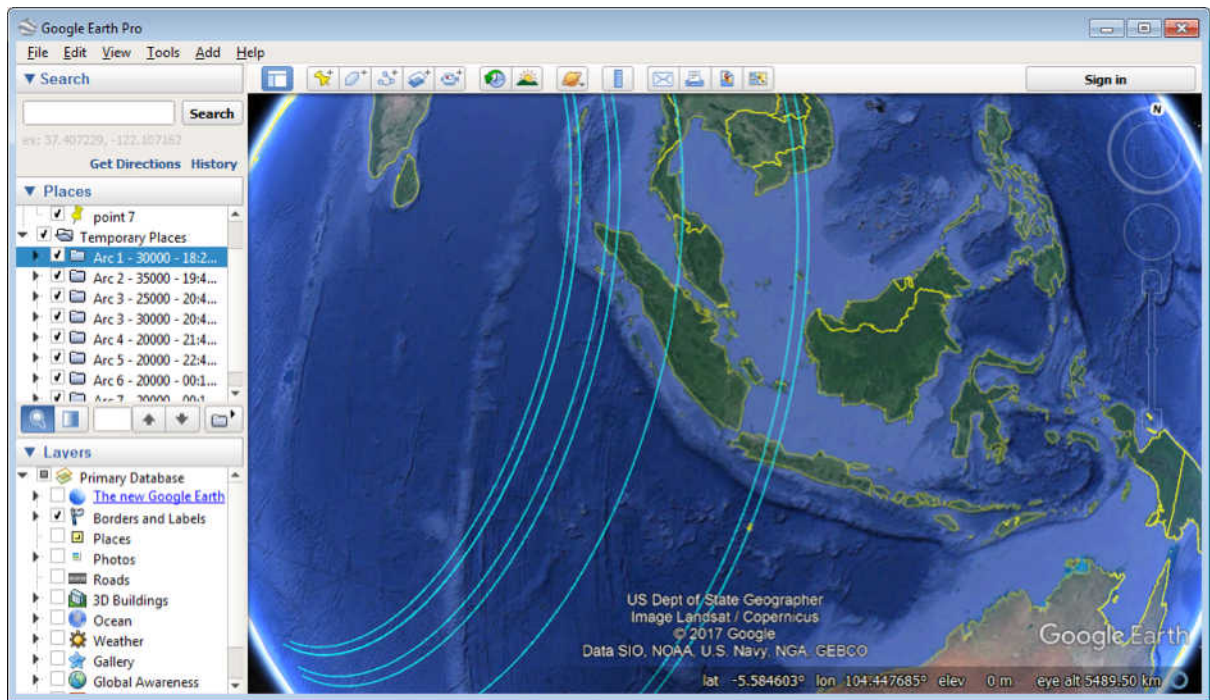 Google Earth Pro
File Edit View Tools Add Help
Search
Sign in
Search
ex: 37.407229, -122.107162
Get Directions History
Places
point 7
Temporary Places
Arc 1 - 30000 - 18:2...
Arc 2 - 35000 - 19:4...
Arc 3 - 25000 - 20:4...
Arc 3 - 30000 - 20:4...
Arc 4 - 20000 - 21:4...
Arc 5 - 20000 - 22:4...
Arc 6 - 20000 - 00:1...
Arc 7 - 20000 - 00:1...
Layers
Primary Database
The new Google Earth
Borders and Labels
Places
Photos
Roads
3D Buildings
Ocean
Weather
Gallery
Global Awareness
N
US Dept of State Geographer
Image Landsat / Copernicus
© 2017 Google
Data SIO, NOAA, U.S. Navy, NGA, GEBCO
Google Earth
lat -5.584603° lon 104.447685° elev 0 m eye alt 5489.50 km